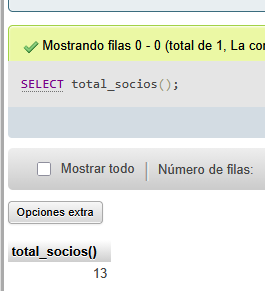 Mostrando filas 0 - 0 (total de 1, La
SELECT total_socios();
Mostrar todo | Número de filas:
Opciones extra
total_socios()
13